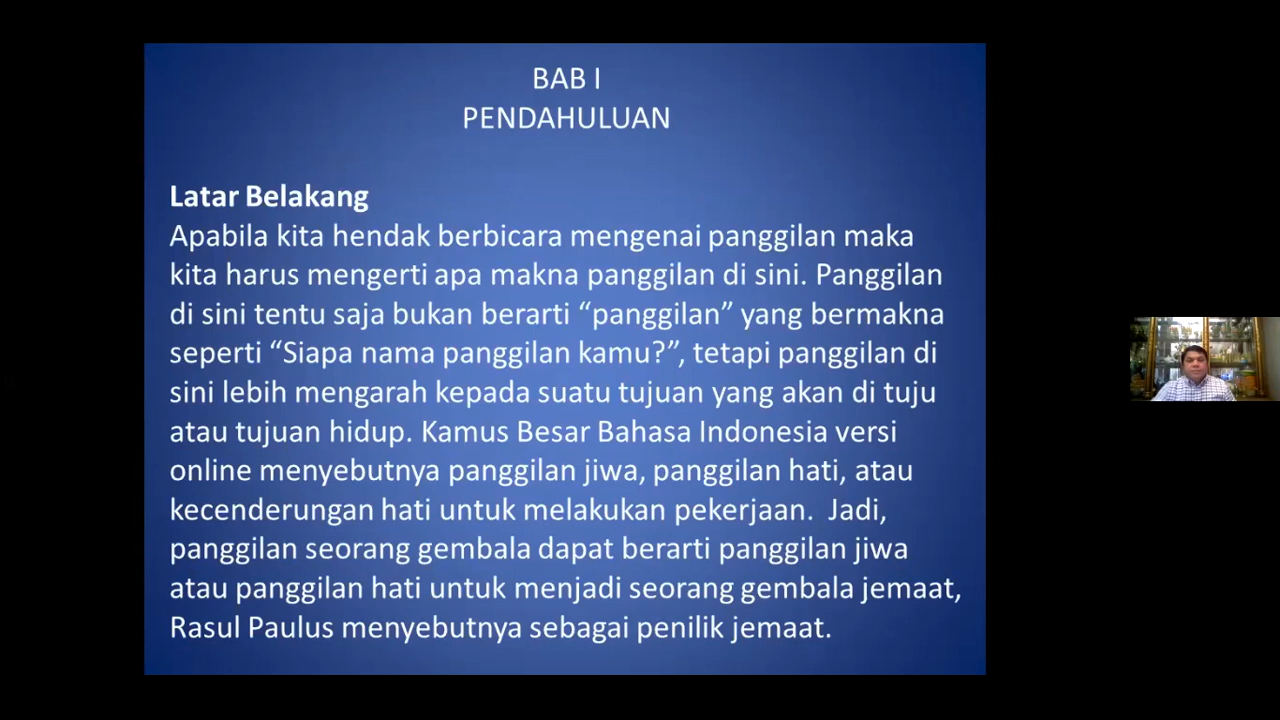 BAB I
PENDAHULUAN
Latar Belakang
Apabila kita hendak berbicara mengenai panggilan maka
kita harus mengerti apa makna panggilan di sini. Panggilan
di sini tentu saja bukan berarti “panggilan” yang bermakna
seperti “Siapa nama panggilan kamu?”, tetapi panggilan di
sini lebih mengarah kepada suatu tujuan yang akan di tuju
atau tujuan hidup. Kamus Besar Bahasa Indonesia versi
online menyebutnya panggilan jiwa, panggilan hati, atau
kecenderungan hati untuk melakukan pekerjaan.  Jadi,
panggilan seorang gembala dapat berarti panggilan jiwa
atau panggilan hati untuk menjadi seorang gembala jemaat,
Rasul Paulus menyebutnya sebagai penilik jemaat.